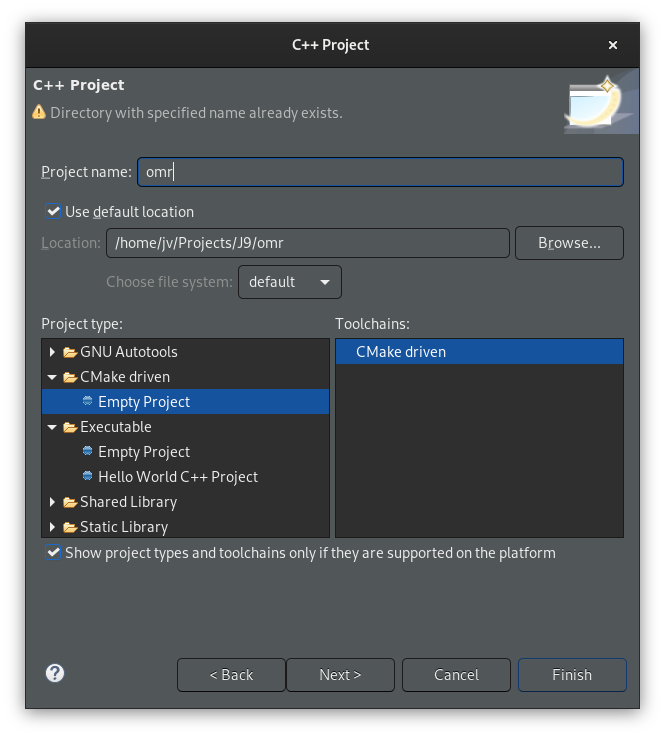 C++ Project
C++ Project
Directory with specified name already exists.
Project name: omr
Use default location
Location: /home/jv/Projects/J9/omr Browse...
Choose file system: default
Project type: Toolchains:
GNU Autotools CMake driven
CMake driven
Empty Project
Executable
Empty Project
Hello World C++ Project
Shared Library
Static Library
Show project types and toolchains only if they are supported on the platform
? < Back Next > Cancel Finish